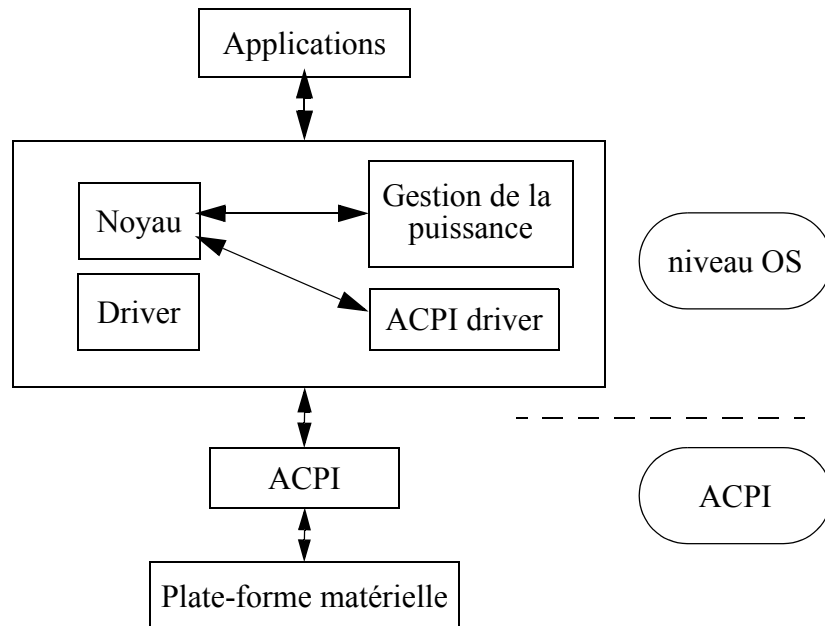 Applications
Noyau
Gestion de la
puissance
niveau OS
Driver
ACPI driver
ACPI
ACPI
Plate-forme matérielle